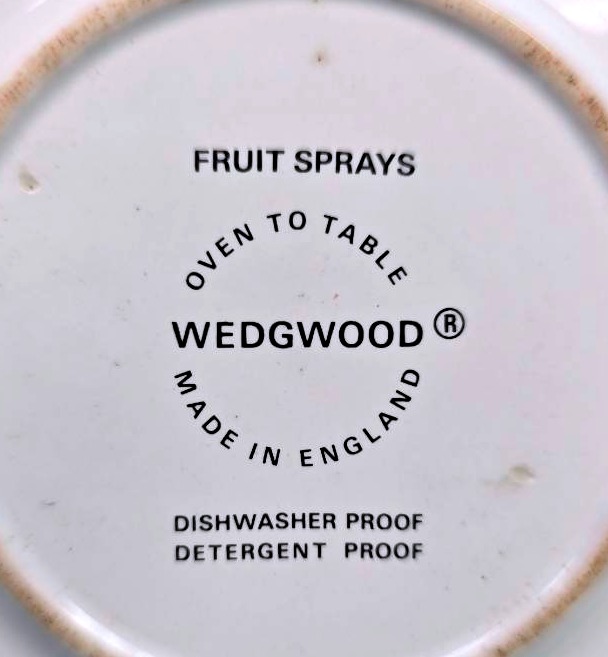 FRUIT SPRAYS
OVEN TO TABLE
WEDGWOOD®
MADE IN ENGLAND
DISHWASHER PROOF
DETERGENT PROOF